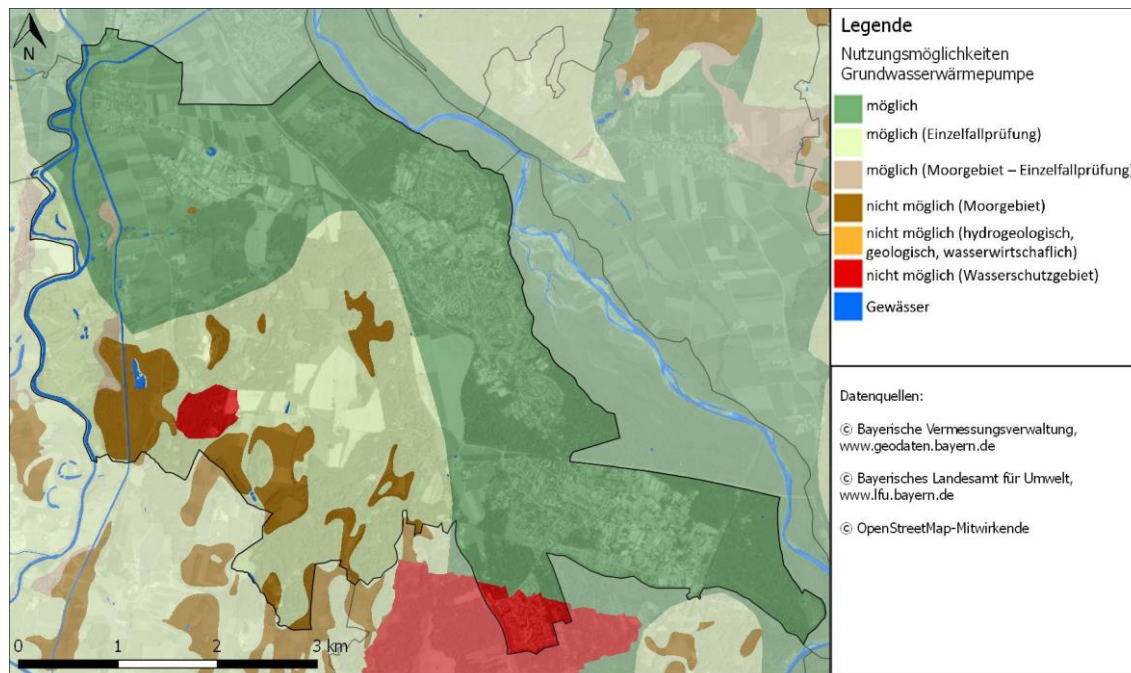 N
0 1 2 3 km
Legende
Nutzungsmöglichkeiten
Grundwasserwärmepumpe
möglich
möglich (Einzelfallprüfung)
möglich (Moorgebiet – Einzelfallprüfung)
nicht möglich (Moorgebiet)
nicht möglich (hydrogeologisch,
geologisch, wasserwirtschaflich)
nicht möglich (Wasserschutzgebiet)
Gewässer
Datenquellen:
© Bayerische Vermessungsverwaltung,
www.geodaten.bayern.de
© Bayerisches Landesamt für Umwelt,
www.lfu.bayern.de
© OpenStreetMap-Mitwirkende